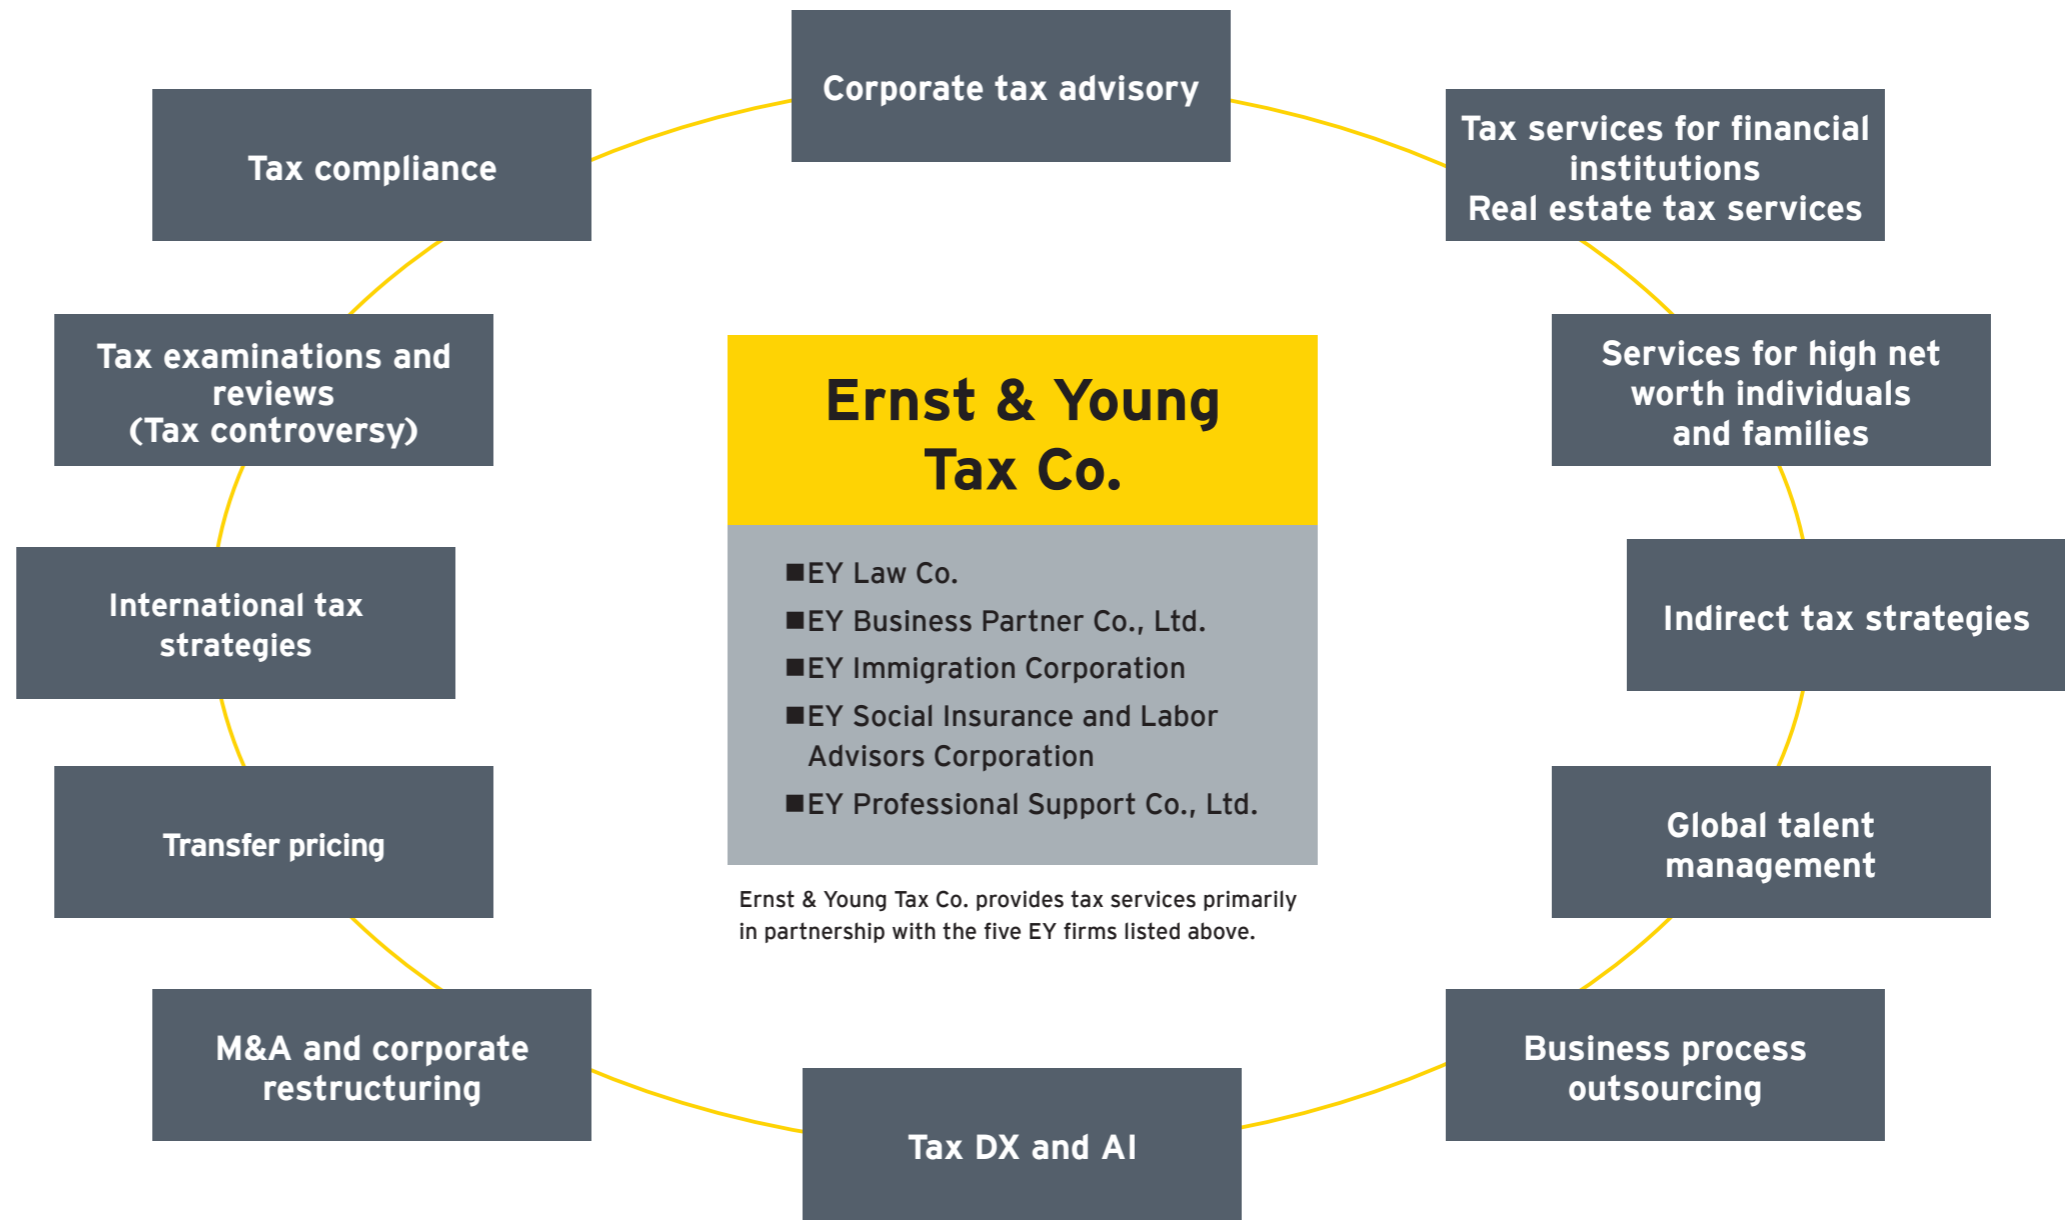 Corporate tax advisory
Tax compliance
Tax services for financial
institutions
Real estate tax services
Tax examinations and
reviews
(Tax controversy)
Services for high net
worth individuals
and families
Ernst & Young
Tax Co.
■EY Law Co.
■EY Business Partner Co., Ltd.
■EY Immigration Corporation
■EY Social Insurance and Labor
Advisors Corporation
■EY Professional Support Co., Ltd.
International tax
strategies
Indirect tax strategies
Transfer pricing
Global talent
management
Ernst & Young Tax Co. provides tax services primarily
in partnership with the five EY firms listed above.
M&A and corporate
restructuring
Business process
outsourcing
Tax DX and AI